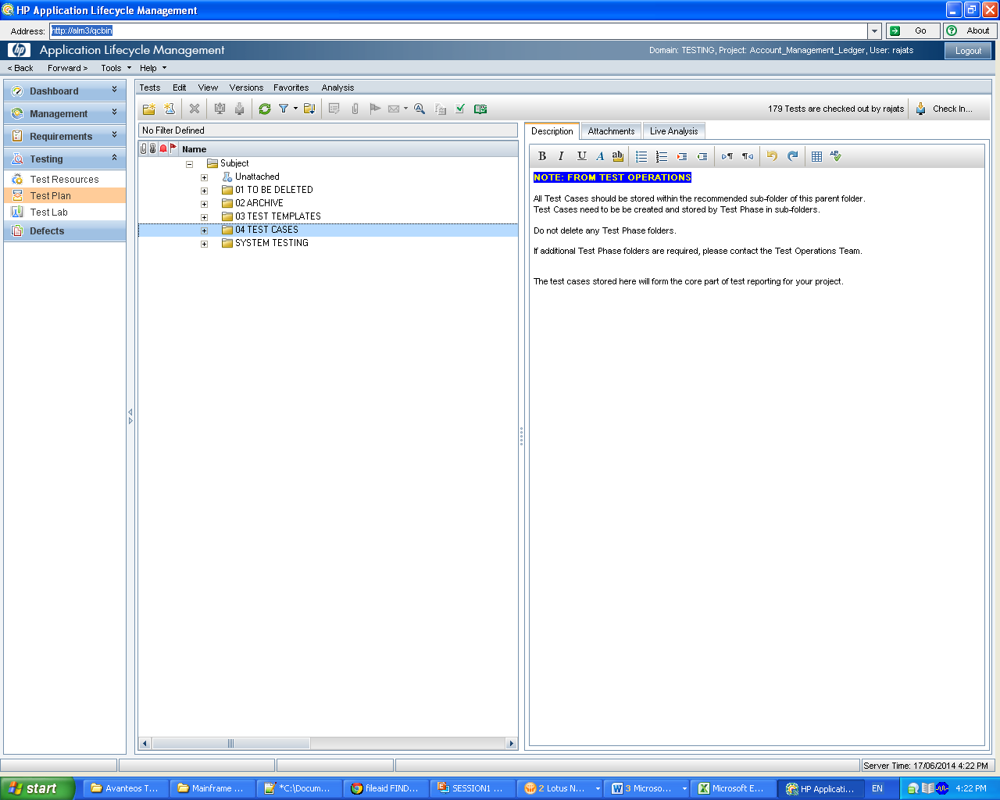 HP Application Lifecycle Management
Address: http://alm3/qcbin Go About
hp Application Lifecycle Management Domain: TESTING, Project: Account_Management_Ledger, User: rajats Logout
< Back Forward > Tools Help
Dashboard
Management
Requirements
Testing
Test Resources
Test Plan
Test Lab
Defects
Tests Edit View Versions Favorites Analysis
179 Tests are checked out by rajats Check In...
No Filter Defined
Name
Subject
Unattached
01 TO BE DELETED
02 ARCHIVE
03 TEST TEMPLATES
04 TEST CASES
SYSTEM TESTING
Description Attachments Live Analysis
B I U A ab
NOTE: FROM TEST OPERATIONS
All Test Cases should be stored within the recommended sub-folder of this parent folder.
Test Cases need to be be created and stored by Test Phase in sub-folders.
Do not delete any Test Phase folders.
If additional Test Phase folders are required, please contact the Test Operations Team.
The test cases stored here will form the core part of test reporting for your project.
Server Time: 17/06/2014 4:22 PM
start Avanteos T... Mainframe ... *C:\Docum... fileaid FIND... SESSION1 ... 2 Lotus N... 3 Microso... Microsoft E... HP Applicati... EN 4:22 PM